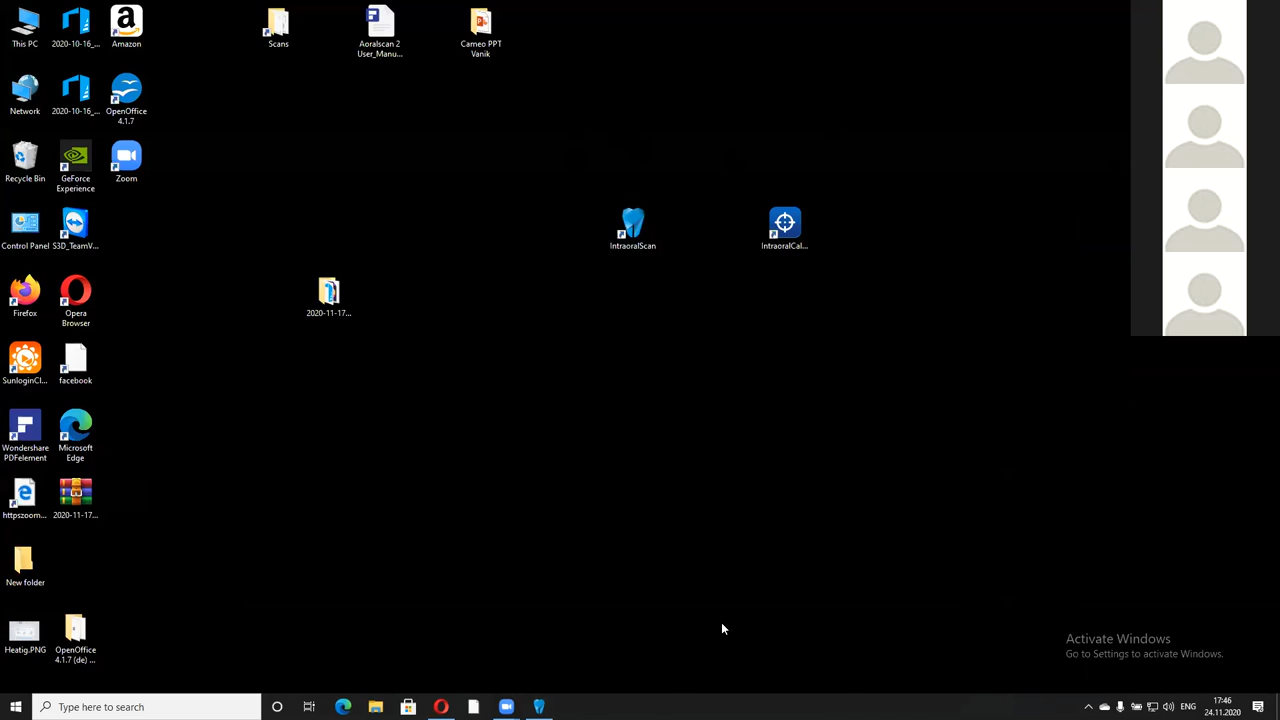 This PC
2020-10-16_...
Amazon
Scans
Aoralscan 2
User_Manu...
Cameo PPT
Vanik
Network
2020-10-16_...
OpenOffice
4.1.7
Recycle Bin
GeForce
Experience
Zoom
Control Panel
S3D_TeamV...
IntraoralScan
IntraoralCal...
Firefox
Opera
Browser
2020-11-17...
SunloginCl...
facebook
Wondershare
PDFelement
Microsoft
Edge
httpszoom...
2020-11-17...
New folder
Heatig.PNG
OpenOffice
4.1.7 (de) ...
Activate Windows
Go to Settings to activate Windows.
Type here to search
ENG
17:46
24.11.2020